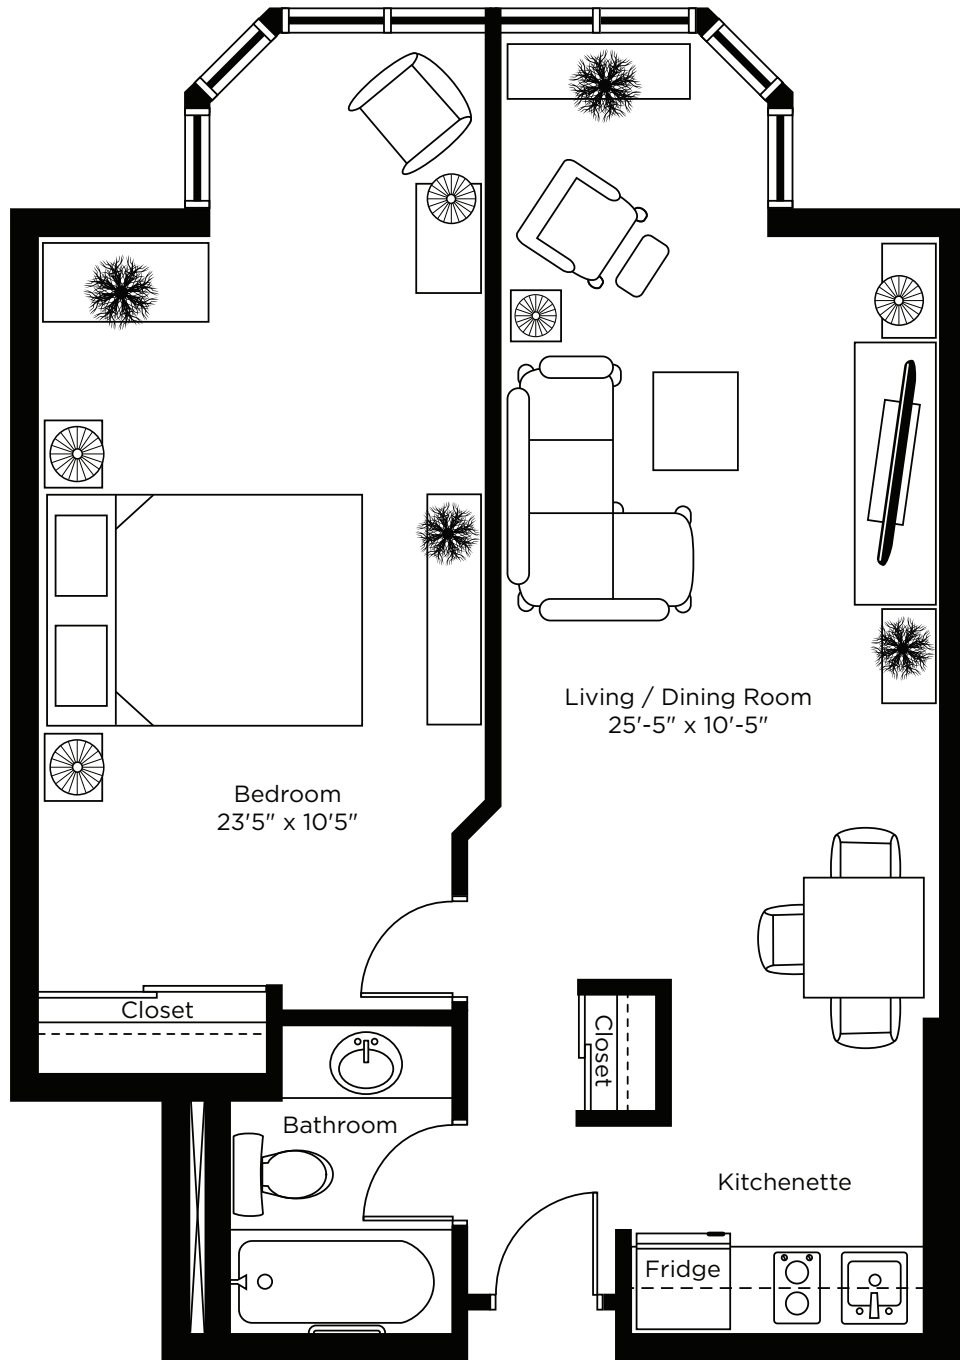 Living / Dining Room
25'-5" x 10'-5"
Bedroom
23'5" x 10'5"
Closet
Closet
Bathroom
Kitchenette
Fridge